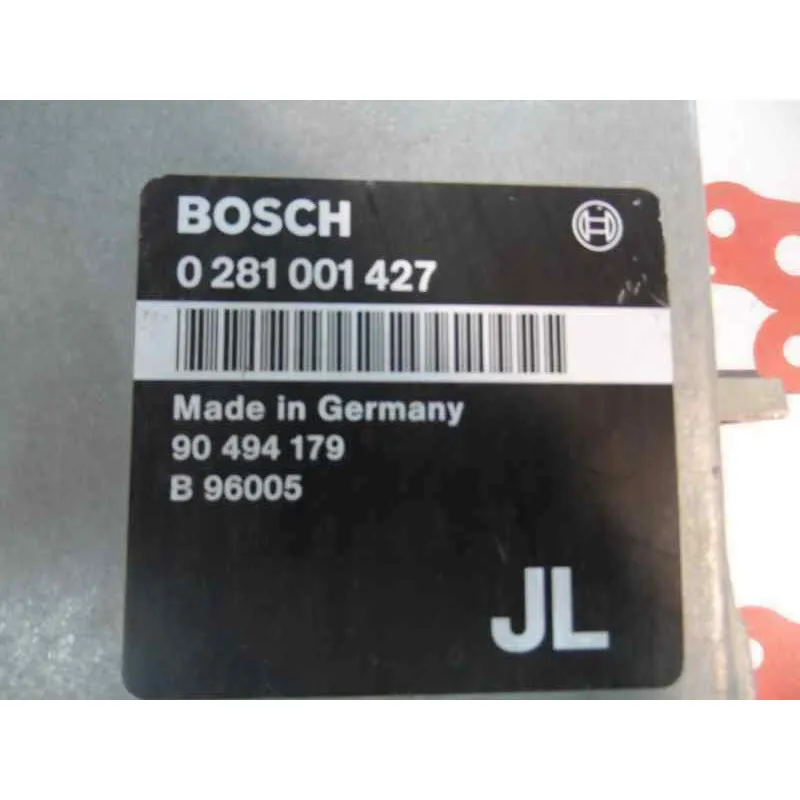 BOSCH
0 281 001 427
Made in Germany
90 494 179
B 96005
JL